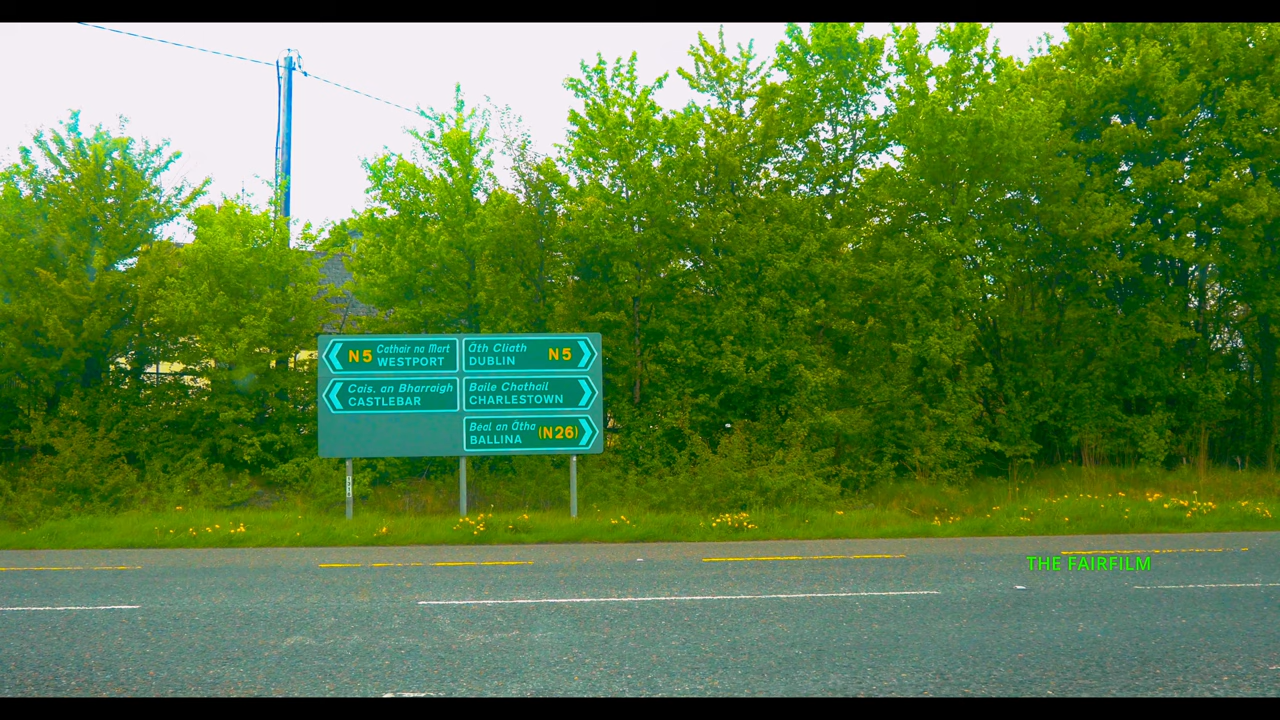 N5 Cathair na Mart
WESTPORT
Cais. an Bharraigh
CASTLEBAR
Áth Cliath
DUBLIN N5
Baile Chathail
CHARLESTOWN
Béal an Átha
BALLINA (N26)
THE FAIRFILM